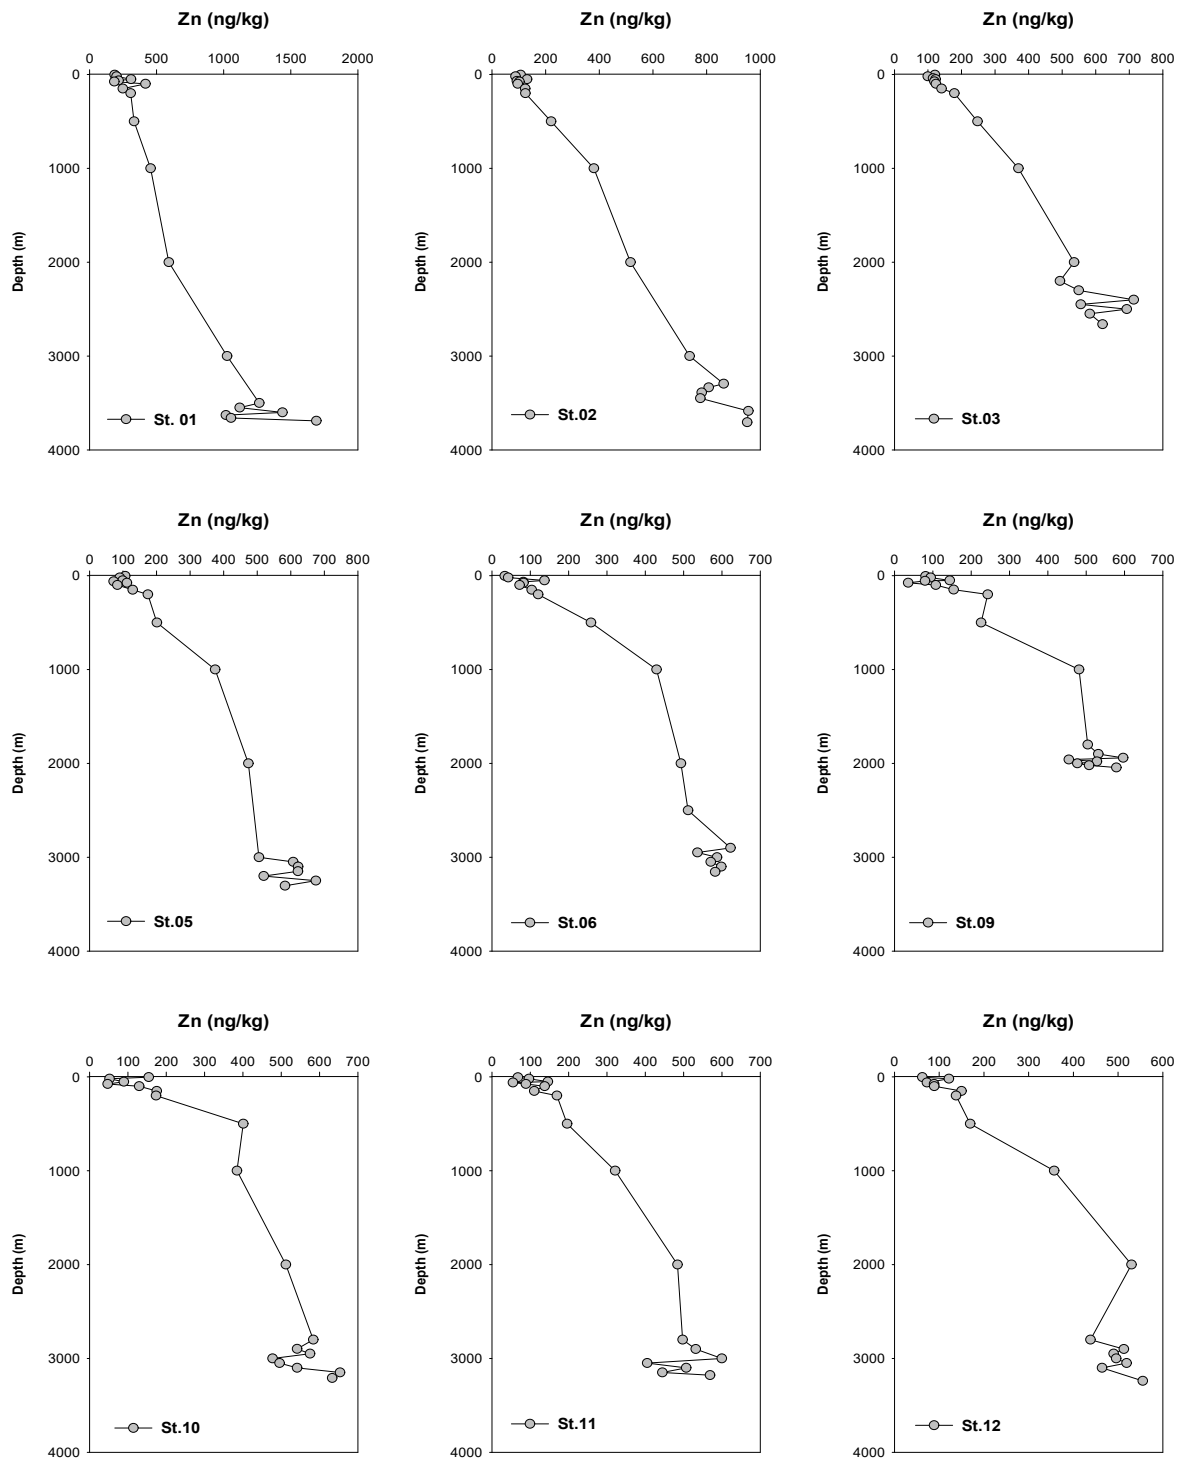 Zn (ng/kg) Zn (ng/kg) Zn (ng/kg)
0 500 1000 1500 2000 0 200 400 600 800 1000 0 100 200 300 400 500 600 700 800
0 0 0
1000 1000 1000
2000 2000 2000
3000 3000 3000
4000 4000 4000
Depth (m) Depth (m) Depth (m)
St. 01 St.02 St.03
Zn (ng/kg) Zn (ng/kg) Zn (ng/kg)
0 100 200 300 400 500 600 700 800 0 100 200 300 400 500 600 700 0 100 200 300 400 500 600 700
0 0 0
1000 1000 1000
2000 2000 2000
3000 3000 3000
4000 4000 4000
Depth (m) Depth (m) Depth (m)
St.05 St.06 St.09
Zn (ng/kg) Zn (ng/kg) Zn (ng/kg)
0 100 200 300 400 500 600 700 0 100 200 300 400 500 600 700 0 100 200 300 400 500 600
0 0 0
1000 1000 1000
2000 2000 2000
3000 3000 3000
4000 4000 4000
Depth (m) Depth (m) Depth (m)
St.10 St.11 St.12